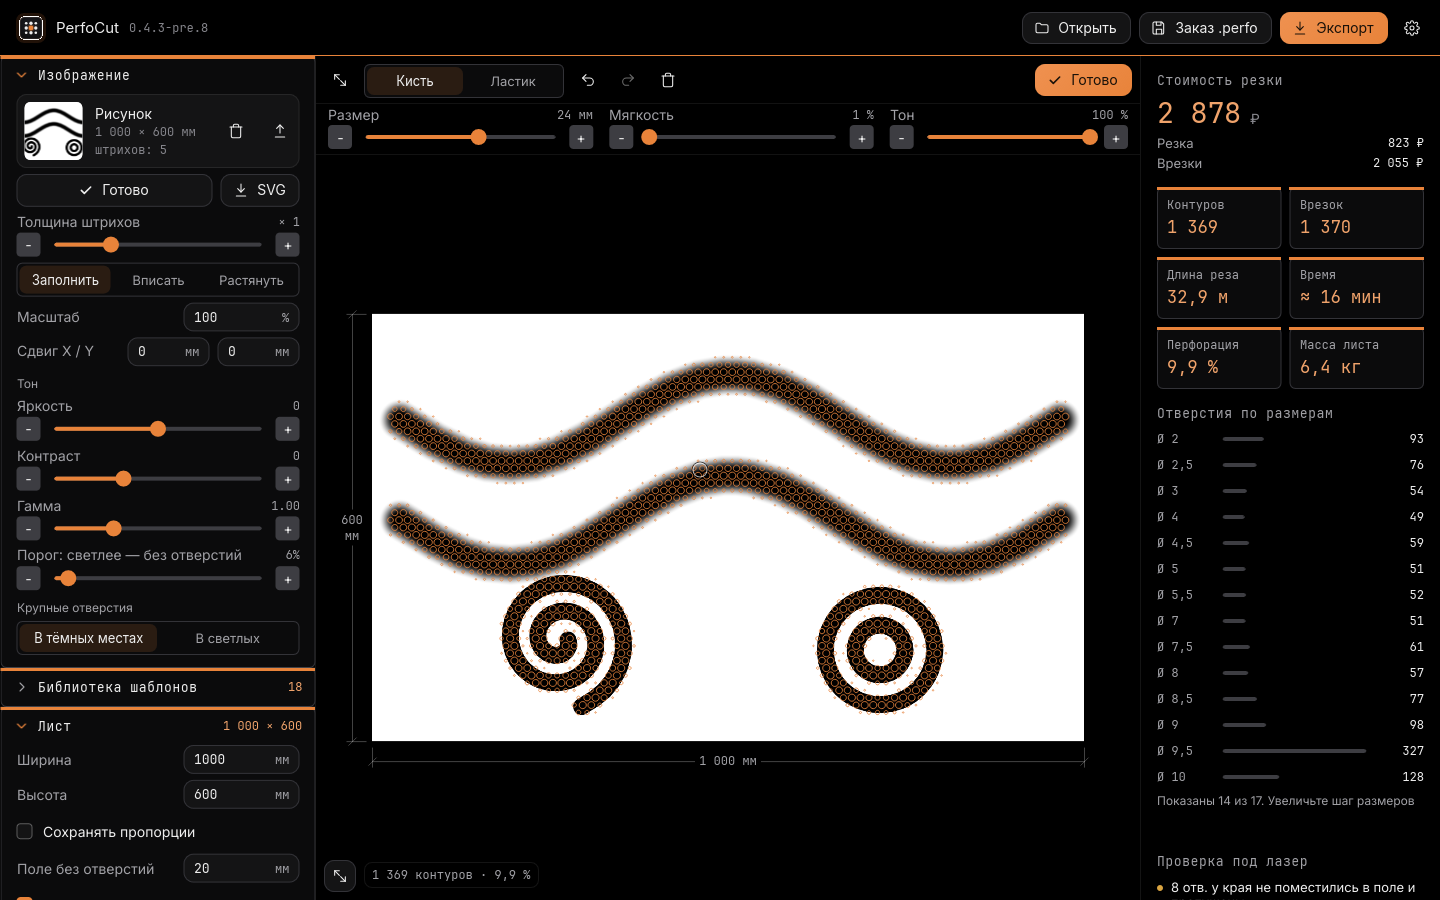 PerfoCut 0.4.3-pre.8
Открыть
Заказ .perfo
Экспорт
Изображение
Рисунок
1 000 × 600 мм
штрихов: 5
Готово
SVG
Толщина штрихов × 1
- +
Заполнить Вписать Растянуть
Масштаб 100 %
Сдвиг X / Y 0 мм 0 мм
Тон
Яркость 0
- +
Контраст 0
- +
Гамма 1.00
- +
Порог: светлее — без отверстий 6%
- +
Крупные отверстия
В тёмных местах В светлых
Библиотека шаблонов 18
Лист 1 000 × 600
Ширина 1000 мм
Высота 600 мм
Сохранять пропорции
Поле без отверстий 20 мм
Кисть Ластик
Готово
Размер 24 мм
- +
Мягкость 1 %
- +
Тон 100 %
- +
600
мм
1 000 мм
1 369 контуров · 9,9 %
Стоимость резки
2 878 ₽
Резка 823 ₽
Врезки 2 055 ₽
Контуров
1 369
Врезок
1 370
Длина реза
32,9 м
Время
≈ 16 мин
Перфорация
9,9 %
Масса листа
6,4 кг
Отверстия по размерам
Ø 2 93
Ø 2,5 76
Ø 3 54
Ø 4 49
Ø 4,5 59
Ø 5 51
Ø 5,5 52
Ø 7 51
Ø 7,5 61
Ø 8 57
Ø 8,5 77
Ø 9 98
Ø 9,5 327
Ø 10 128
Показаны 14 из 17. Увеличьте шаг размеров
Проверка под лазер
8 отв. у края не поместились в поле и